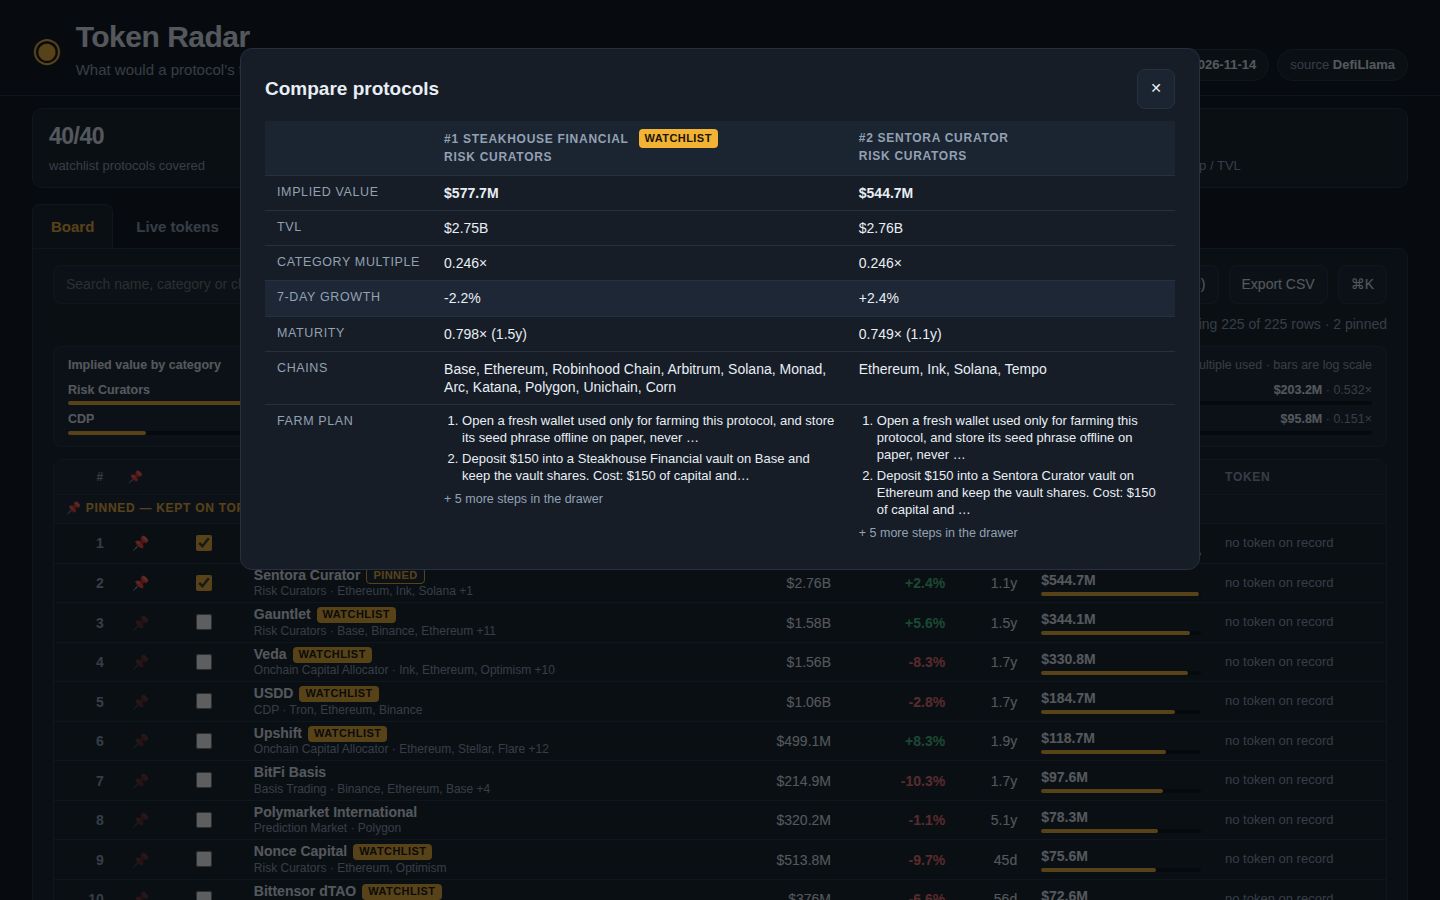 Token Radar
What would a protocol's
026-11-14
source DefiLlama
40/40
watchlist protocols covered
/ TVL
Board
Live tokens
Search name, category or
Export CSV
⌘K
225 of 225 rows · 2 pinned
Implied value by category
used · bars are log scale
Risk Curators
$203.2M · 0.532×
CDP
$95.8M · 0.151×
#
TOKEN
PINNED — KEPT ON TOP
Compare protocols
×
#1 STEAKHOUSE FINANCIAL WATCHLIST
RISK CURATORS
#2 SENTORA CURATOR
RISK CURATORS
IMPLIED VALUE
$577.7M
$544.7M
TVL
$2.75B
$2.76B
CATEGORY MULTIPLE
0.246×
0.246×
7-DAY GROWTH
-2.2%
+2.4%
MATURITY
0.798× (1.5y)
0.749× (1.1y)
CHAINS
Base, Ethereum, Robinhood Chain, Arbitrum, Solana, Monad,
Arc, Katana, Polygon, Unichain, Corn
Ethereum, Ink, Solana, Tempo
FARM PLAN
1. Open a fresh wallet used only for farming this protocol, and store
its seed phrase offline on paper, never …
2. Deposit $150 into a Steakhouse Financial vault on Base and
keep the vault shares. Cost: $150 of capital and…
+ 5 more steps in the drawer
1. Open a fresh wallet used only for farming this
protocol, and store its seed phrase offline on
paper, never …
2. Deposit $150 into a Sentora Curator vault on
Ethereum and keep the vault shares. Cost: $150
of capital and …
+ 5 more steps in the drawer
1
no token on record
2
Sentora Curator PINNED
Risk Curators · Ethereum, Ink, Solana +1
$2.76B
+2.4%
1.1y
$544.7M
no token on record
3
Gauntlet WATCHLIST
Risk Curators · Base, Binance, Ethereum +11
$1.58B
+5.6%
1.5y
$344.1M
no token on record
4
Veda WATCHLIST
Onchain Capital Allocator · Ink, Ethereum, Optimism +10
$1.56B
-8.3%
1.7y
$330.8M
no token on record
5
USDD WATCHLIST
CDP · Tron, Ethereum, Binance
$1.06B
-2.8%
1.7y
$184.7M
no token on record
6
Upshift WATCHLIST
Onchain Capital Allocator · Ethereum, Stellar, Flare +12
$499.1M
+8.3%
1.9y
$118.7M
no token on record
7
BitFi Basis
Basis Trading · Binance, Ethereum, Base +4
$214.9M
-10.3%
1.7y
$97.6M
no token on record
8
Polymarket International
Prediction Market · Polygon
$320.2M
-1.1%
5.1y
$78.3M
no token on record
9
Nonce Capital WATCHLIST
Risk Curators · Ethereum, Optimism
$513.8M
-9.7%
45d
$75.6M
no token on record
10
Bittensor dTAO WATCHLIST
$376M
-6.6%
56d
$72.6M
no token on record